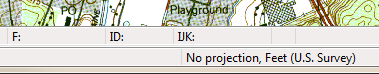 PO Playground
F: ID: IJK:
No projection, Feet (U.S. Survey)